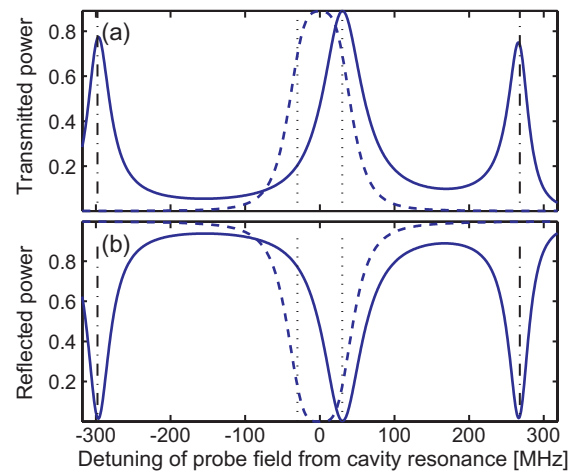 (a)
Transmitted power
0.8
0.6
0.4
0.2
(b)
Reflected power
0.8
0.6
0.4
0.2
-300 -200 -100 0 100 200 300
Detuning of probe field from cavity resonance [MHz]